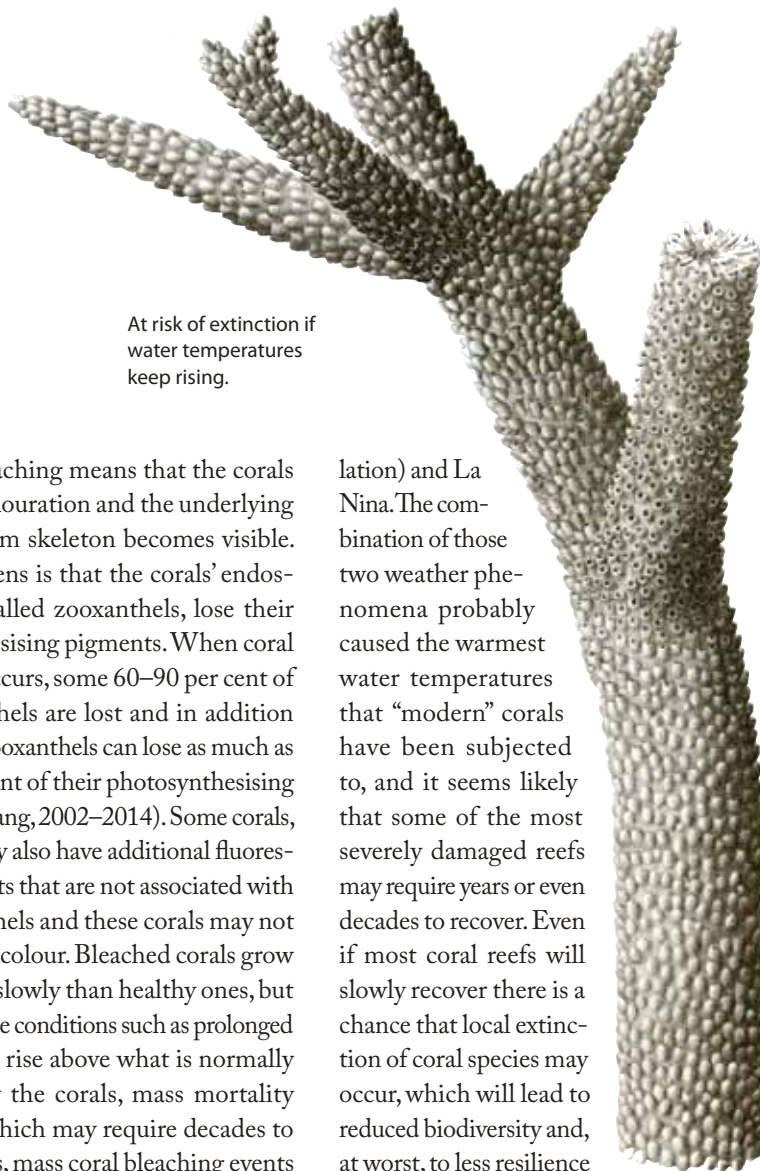 At risk of extinction if
water temperatures
keep rising.
aching means that the corals
ouration and the underlying
m skeleton becomes visible.
ens is that the corals’ endos-
alled zooxanthels, lose their
sising pigments. When coral
ccurs, some 60–90 per cent of
hels are lost and in addition
ooxanthels can lose as much as
ent of their photosynthesising
ang, 2002–2014). Some corals,
y also have additional fluores-
ts that are not associated with
hels and these corals may not
colour. Bleached corals grow
slowly than healthy ones, but
e conditions such as prolonged
rise above what is normally
y the corals, mass mortality
hich may require decades to
s, mass coral bleaching events
lation) and La
Nina. The com-
bination of those
two weather phe-
nomena probably
caused the warmest
water temperatures
that “modern” corals
have been subjected
to, and it seems likely
that some of the most
severely damaged reefs
may require years or even
decades to recover. Even
if most coral reefs will
slowly recover there is a
chance that local extinc-
tion of coral species may
occur, which will lead to
reduced biodiversity and,
at worst, to less resilience